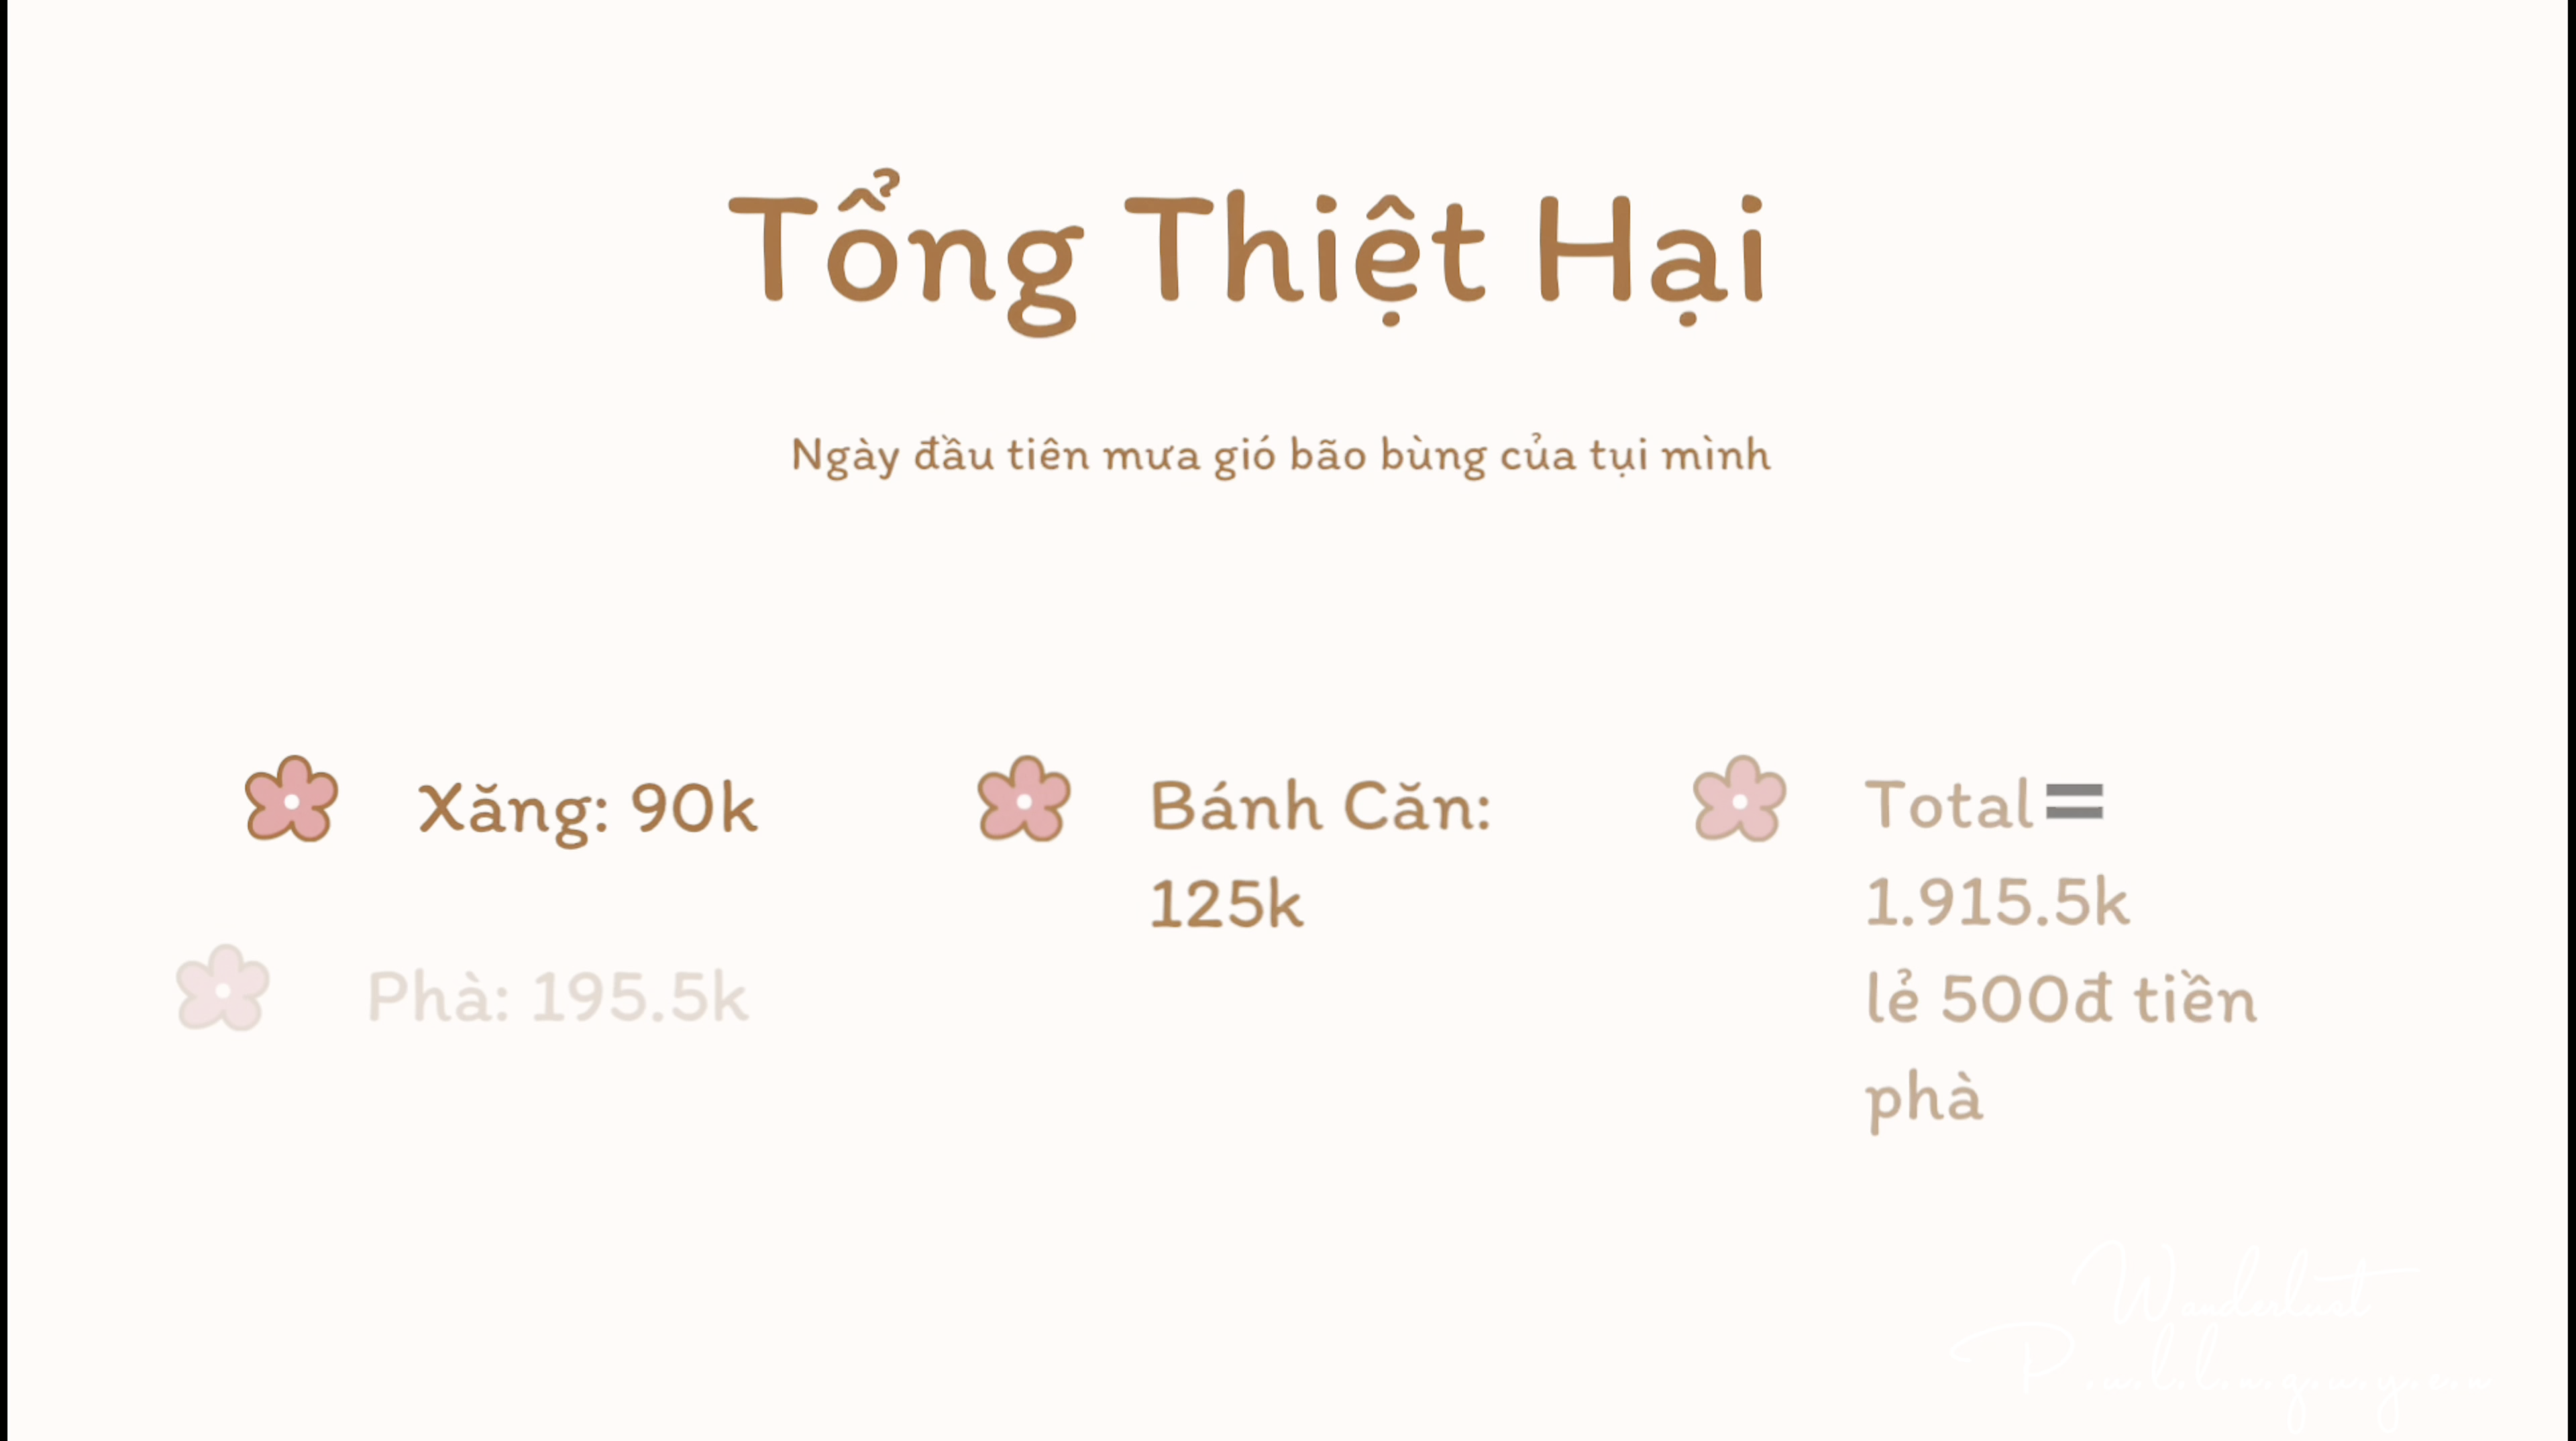 Tổng Thiệt Hại
Ngày đầu tiên mưa gió bão bùng của tụi mình
Xăng: 90k
Phà: 195.5k
Bánh Căn:
125k
Total =
1.915.5k
lẻ 500đ tiền
phà
Wanderlust